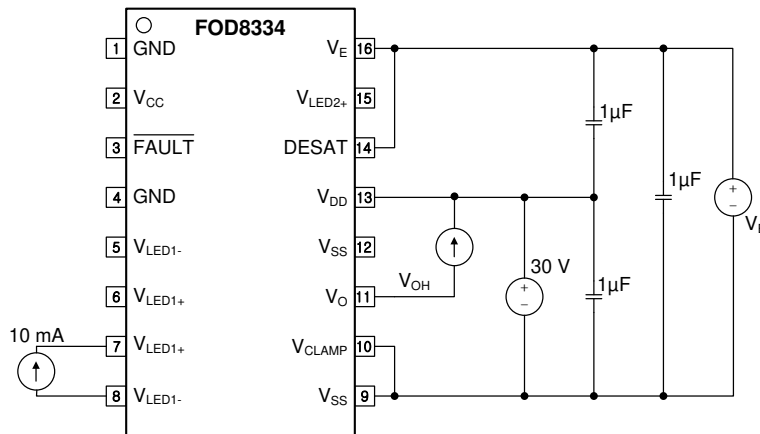 FOD8334
1 GND
2 VCC
3 FAULT
4 GND
5 VLED1-
6 VLED1+
7 VLED1+
8 VLED1-
VE 16
VLED2+ 15
DESAT 14
VDD 13
VSS 12
VO 11
VCLAMP 10
VSS 9
10 mA
VOH
30 V
1µF
1µF
1µF
+
−
+
−